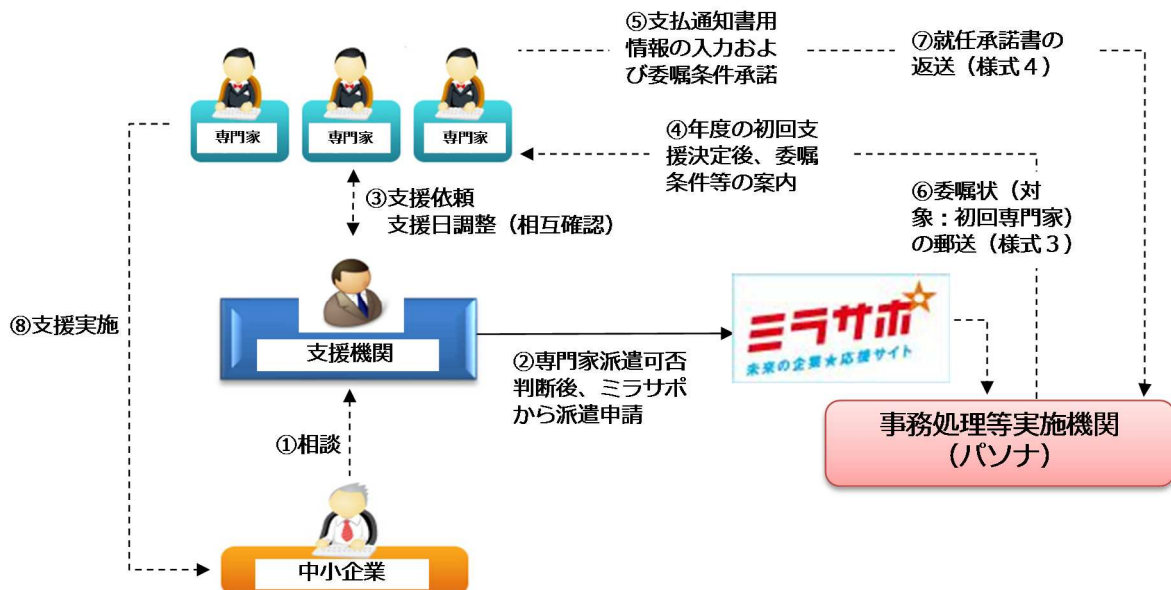 ⑤支払通知書用
情報の入力およ
び委嘱条件承諾
⑦就任承諾書の
返送（様式４）
専門家
専門家
専門家
④年度の初回支
援決定後、委嘱
条件等の案内
③支援依頼
支援日調整（相互確認）
⑥委嘱状（対
象：初回専門家）
の郵送（様式３）
⑧支援実施
支援機関
ミラサポ
未来の企業★応援サイト
②専門家派遣可否
判断後、ミラサポ
から派遣申請
①相談
事務処理等実施機関
（パソナ）
中小企業